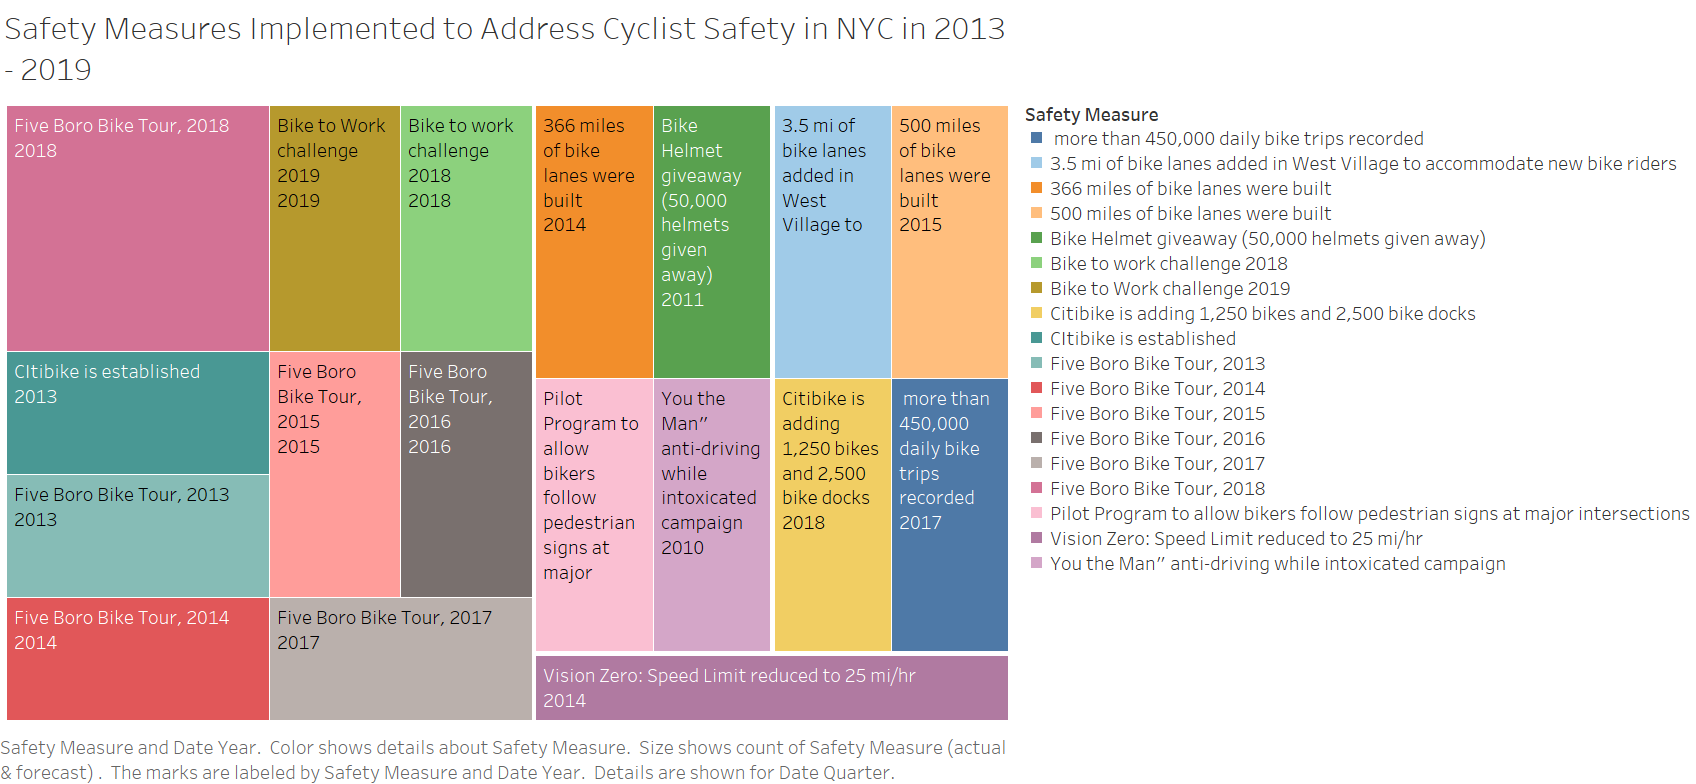 Safety Measures Implemented to Address Cyclist Safety in NYC in 2013
- 2019
Five Boro Bike Tour, 2018
2018
Bike to Work
challenge
2019
2019
Bike to work
challenge
2018
2018
366 miles
of bike
lanes were
built
2014
Bike
Helmet
giveaway
(50,000
helmets
given
away)
2011
3.5 mi of
bike lanes
added in
West
Village to
500 miles
of bike
lanes were
built
2015
CItibike is established
2013
Five Boro
Bike Tour,
2015
2015
Five Boro
Bike Tour,
2016
2016
Pilot
Program to
allow
bikers
follow
pedestrian
signs at
major
You the
Man”
anti-driving
while
intoxicated
campaign
2010
Citibike is
adding
1,250 bikes
and 2,500
bike docks
2018
more than
450,000
daily bike
trips
recorded
2017
Five Boro Bike Tour, 2013
2013
Five Boro Bike Tour, 2014
2014
Five Boro Bike Tour, 2017
2017
Vision Zero: Speed Limit reduced to 25 mi/hr
2014
Safety Measure
more than 450,000 daily bike trips recorded
3.5 mi of bike lanes added in West Village to accommodate new bike riders
366 miles of bike lanes were built
500 miles of bike lanes were built
Bike Helmet giveaway (50,000 helmets given away)
Bike to work challenge 2018
Bike to Work challenge 2019
Citibike is adding 1,250 bikes and 2,500 bike docks
CItibike is established
Five Boro Bike Tour, 2013
Five Boro Bike Tour, 2014
Five Boro Bike Tour, 2015
Five Boro Bike Tour, 2016
Five Boro Bike Tour, 2017
Five Boro Bike Tour, 2018
Pilot Program to allow bikers follow pedestrian signs at major intersections
Vision Zero: Speed Limit reduced to 25 mi/hr
You the Man” anti-driving while intoxicated campaign
Safety Measure and Date Year. Color shows details about Safety Measure. Size shows count of Safety Measure (actual
& forecast) . The marks are labeled by Safety Measure and Date Year. Details are shown for Date Quarter.